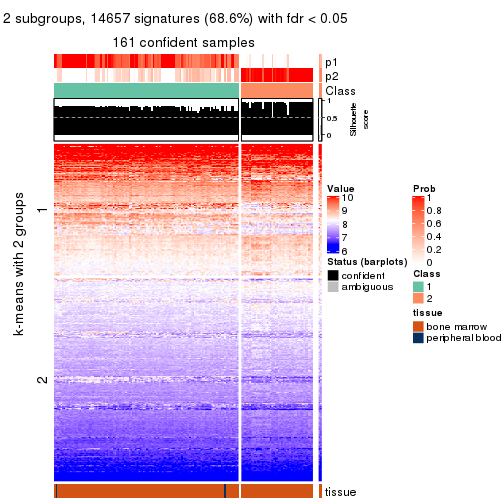 2 subgroups, 14657 signatures (68.6%) with fdr < 0.05
161 confident samples
p1
p2
Class
1
0.5
0
Silhouette
score
k-means with 2 groups
1
2
tissue
Value
10
9
8
7
6
Status (barplots)
confident
ambiguous
Prob
1
0.8
0.6
0.4
0.2
0
Class
1
2
tissue
bone marrow
peripheral blood